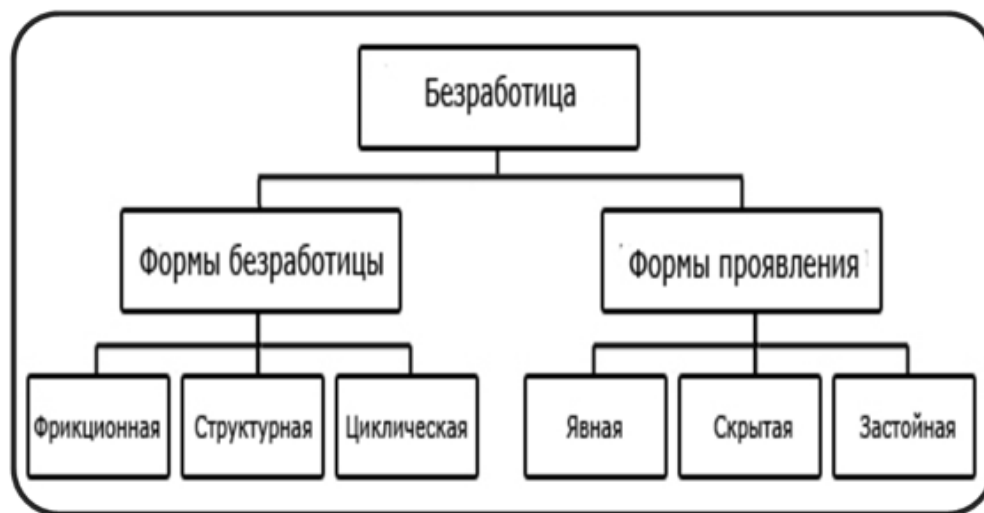 Безработица
Формы безработицы
Формы проявления
Фрикционная
Структурная
Циклическая
Явная
Скрытая
Застойная